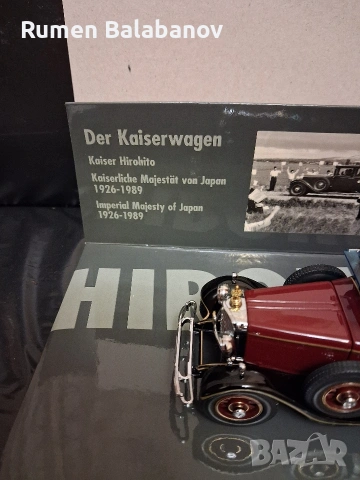 Rumen Balabanov
Der Kaiserwagen
Kaiser Hirohito
Kaiserliche Majestät von Japan
1926-1989
Imperial Majesty of Japan
1926-1989
HIRO
BAZAR